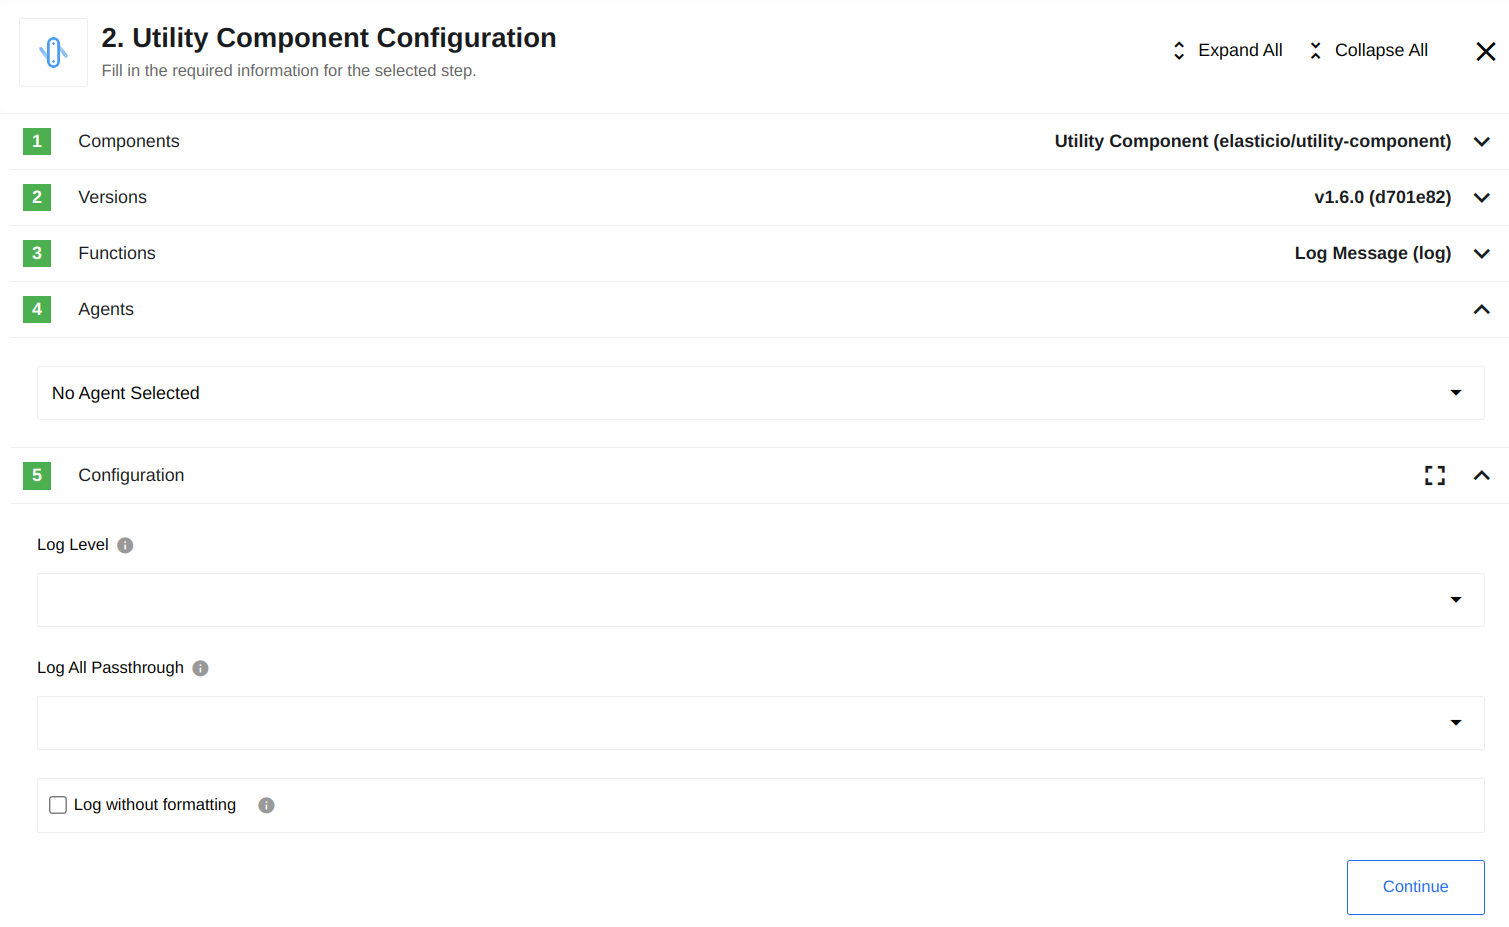 2. Utility Component Configuration
Fill in the required information for the selected step.
Expand All
Collapse All
1 Components Utility Component (elasticio/utility-component)
2 Versions v1.6.0 (d701e82)
3 Functions Log Message (log)
4 Agents
No Agent Selected
5 Configuration
Log Level
Log All Passthrough
Log without formatting
Continue